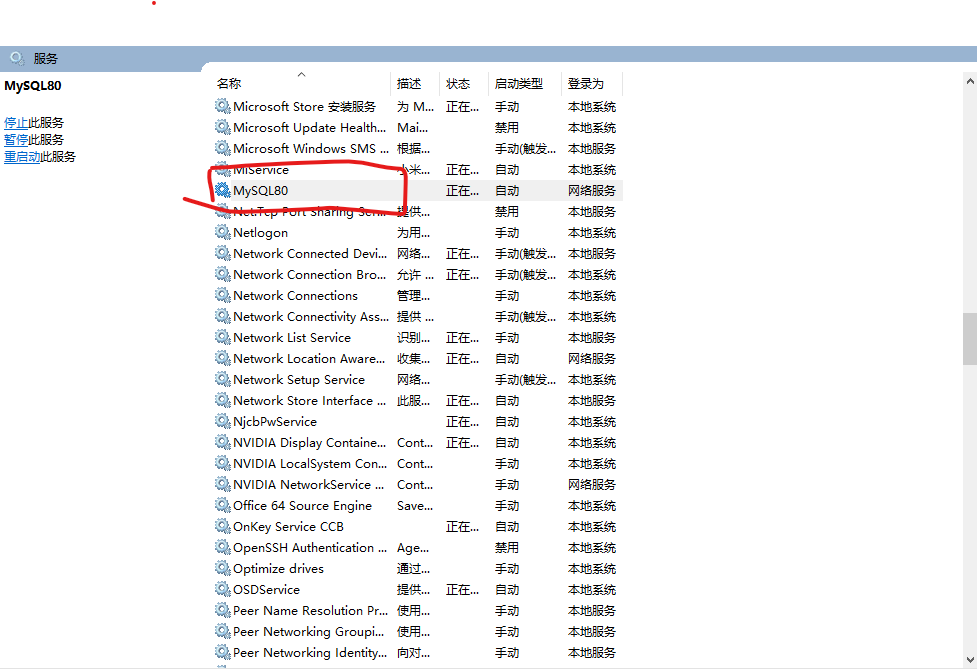 服务
MySQL80
停止此服务
暂停此服务
重启动此服务
名称 描述 状态 启动类型 登录为
Microsoft Store 安装服务 为 M... 正在... 手动 本地系统
Microsoft Update Health... Mai... 禁用 本地系统
Microsoft Windows SMS ... 根据... 手动(触发... 本地服务
MiService 小米... 正在... 自动 本地系统
MySQL80 正在... 自动 网络服务
Net.Tcp Port Sharing Ser... 提供... 禁用 本地服务
Netlogon 为用... 手动 本地系统
Network Connected Devi... 网络... 正在... 手动(触发... 本地服务
Network Connection Bro... 允许 ... 正在... 手动(触发... 本地系统
Network Connections 管理... 手动 本地系统
Network Connectivity Ass... 提供 ... 手动(触发... 本地系统
Network List Service 识别... 正在... 手动 本地服务
Network Location Aware... 收集... 正在... 自动 网络服务
Network Setup Service 网络... 手动(触发... 本地系统
Network Store Interface ... 此服... 正在... 自动 本地服务
NjcbPwService 正在... 自动 本地系统
NVIDIA Display Containe... Cont... 正在... 自动 本地系统
NVIDIA LocalSystem Con... Cont... 手动 本地系统
NVIDIA NetworkService ... Cont... 手动 网络服务
Office 64 Source Engine Save... 手动 本地系统
OnKey Service CCB 正在... 自动 本地系统
OpenSSH Authentication ... Age... 禁用 本地系统
Optimize drives 通过... 手动 本地系统
OSDService 提供... 正在... 自动 本地系统
Peer Name Resolution Pr... 使用... 手动 本地服务
Peer Networking Groupi... 使用... 手动 本地服务
Peer Networking Identity... 向对... 手动 本地服务